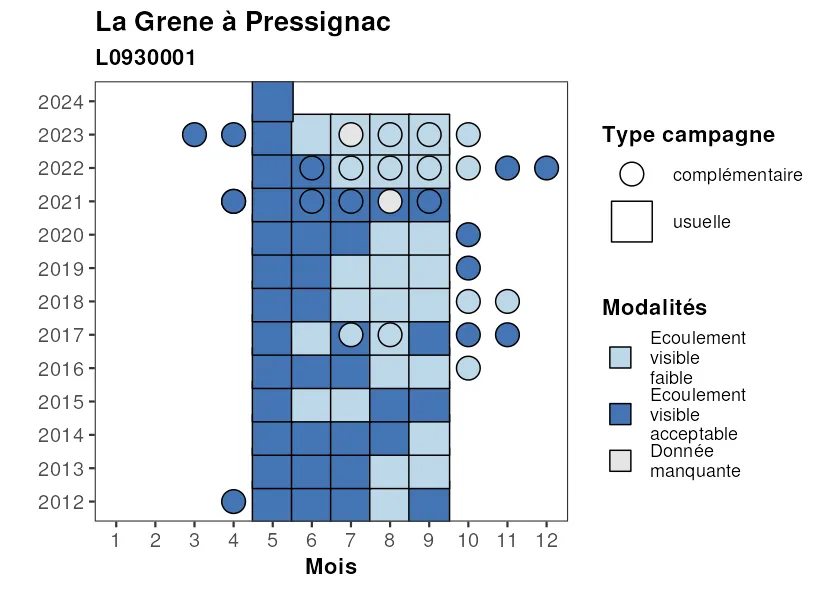 La Grene à Pressignac
L0930001
2024
2023
2022
2021
2020
2019
2018
2017
2016
2015
2014
2013
2012
1 2 3 4 5 6 7 8 9 10 11 12
Mois
Type campagne
complémentaire
usuelle
Modalités
Ecoulement
visible
faible
Ecoulement
visible
acceptable
Donnée
manquante